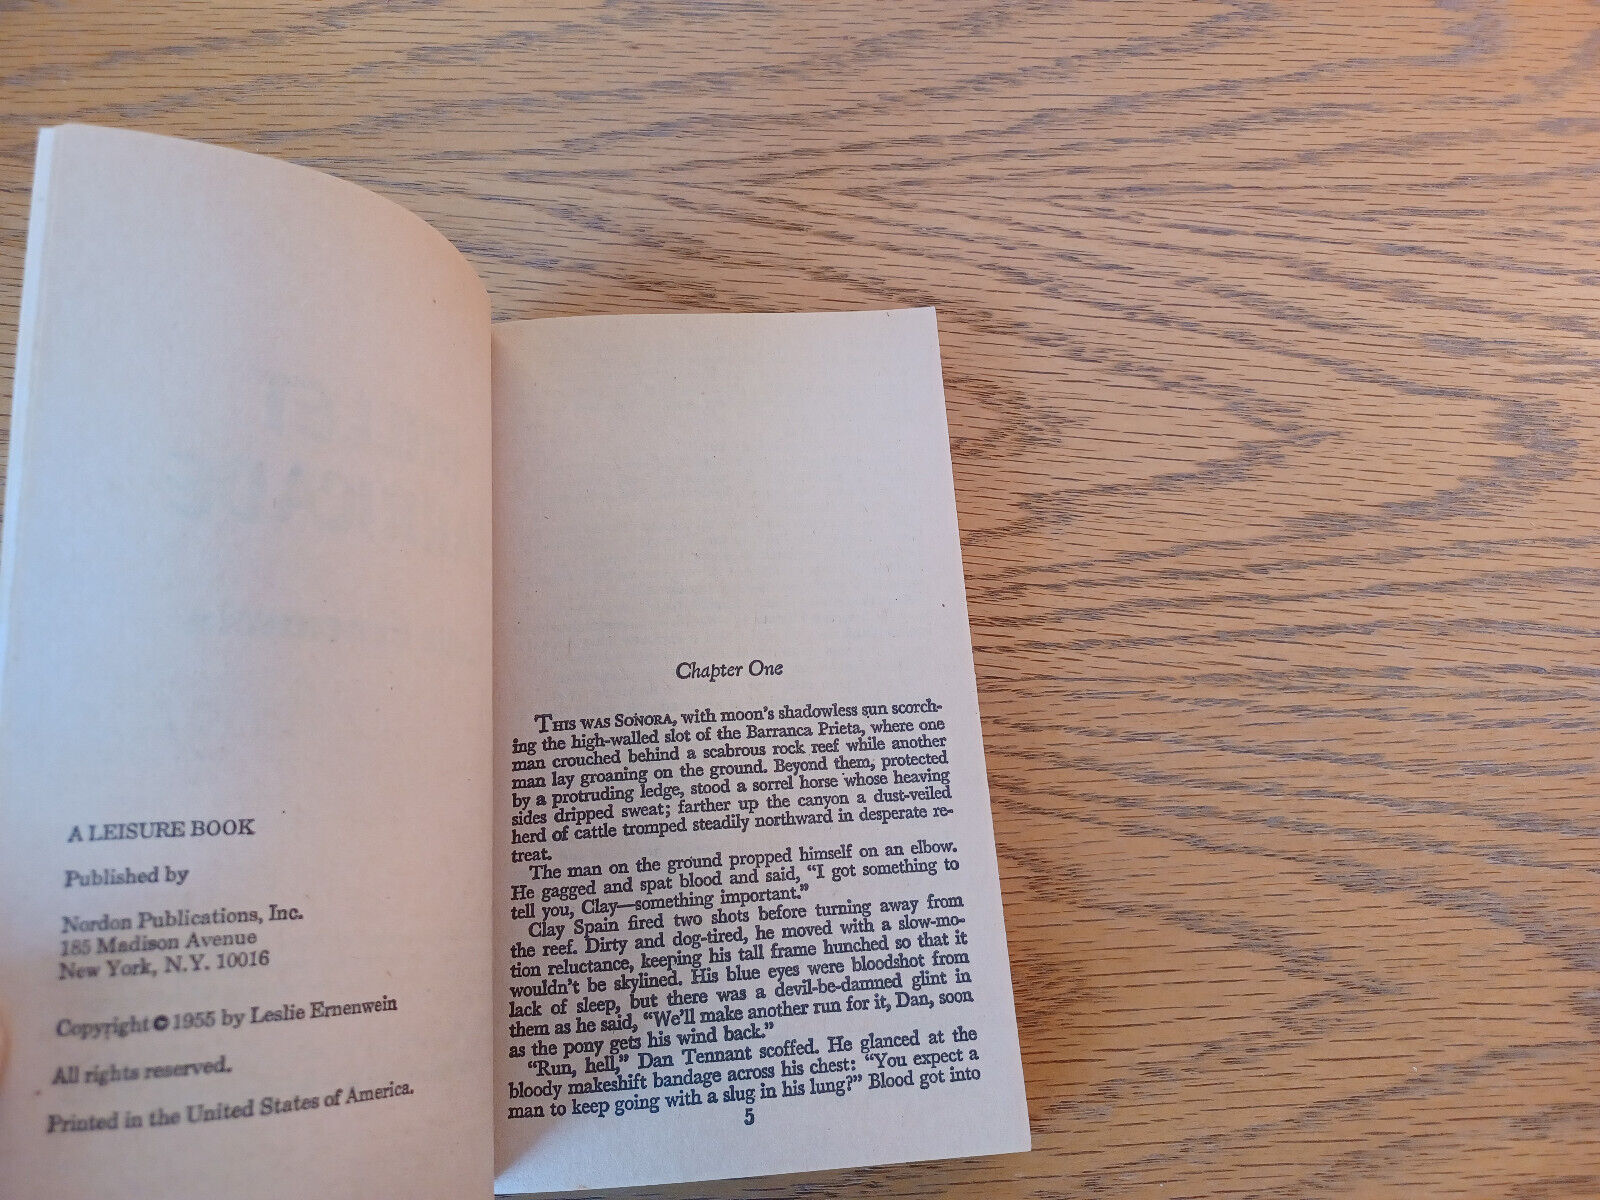 A LEISURE BOOK
Published by
Nordon Publications, Inc.
185 Madison Avenue
New York, N.Y. 10016
Copyright © 1955 by Leslie Ernenwein
All rights reserved.
Printed in the United States of America.
Chapter One
THIS WAS SONORA, with moon's shadowless sun scorch-
ing the high-walled slot of the Barranca Prieta, where one
man crouched behind a scabrous rock reef while another
man lay groaning on the ground. Beyond them, protected
by a protruding ledge, stood a sorrel horse whose heaving
sides dripped sweat; farther up the canyon a dust-veiled
herd of cattle tromped steadily northward in desperate re-
treat.
The man on the ground propped himself on an elbow.
He gagged and spat blood and said, "I got something to
tell you, Clay—something important."
Clay Spain fired two shots before turning away from
the reef. Dirty and dog-tired, he moved with a slow-mo-
tion reluctance, keeping his tall frame hunched so that it
wouldn't be skylined. His blue eyes were bloodshot from
lack of sleep, but there was a devil-be-damned glint in
them as he said, "We'll make another run for it, Dan, soon
as the pony gets his wind back."
"Run, hell," Dan Tennant scoffed. He glanced at the
bloody makeshift bandage across his chest: "You expect a
man to keep going with a slug in his lung?" Blood got into
5